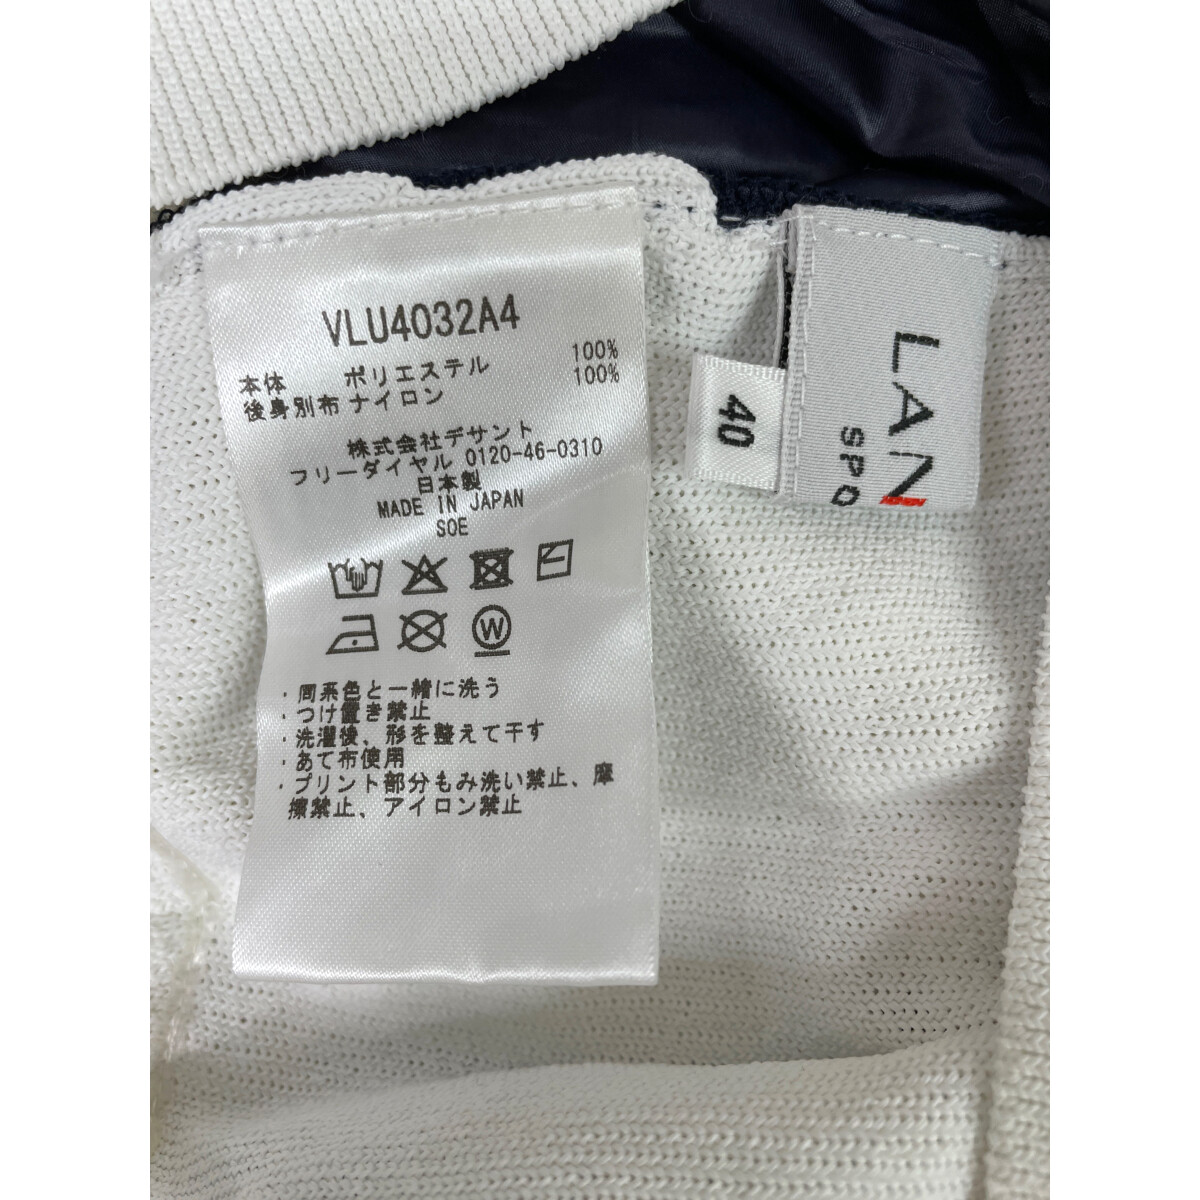 VLU4032A4
本体 ポリエステル 100%
後身別布 ナイロン 100%
株式会社デサント
フリーダイヤル 0120-46-0310
日本製
MADE IN JAPAN
SOE
W
・同系色と一緒に洗う
・つけ置き禁止
・洗濯後、形を整えて干す
・あて布使用
・プリント部分もみ洗い禁止、摩
擦禁止、アイロン禁止
40
LAN
SPO